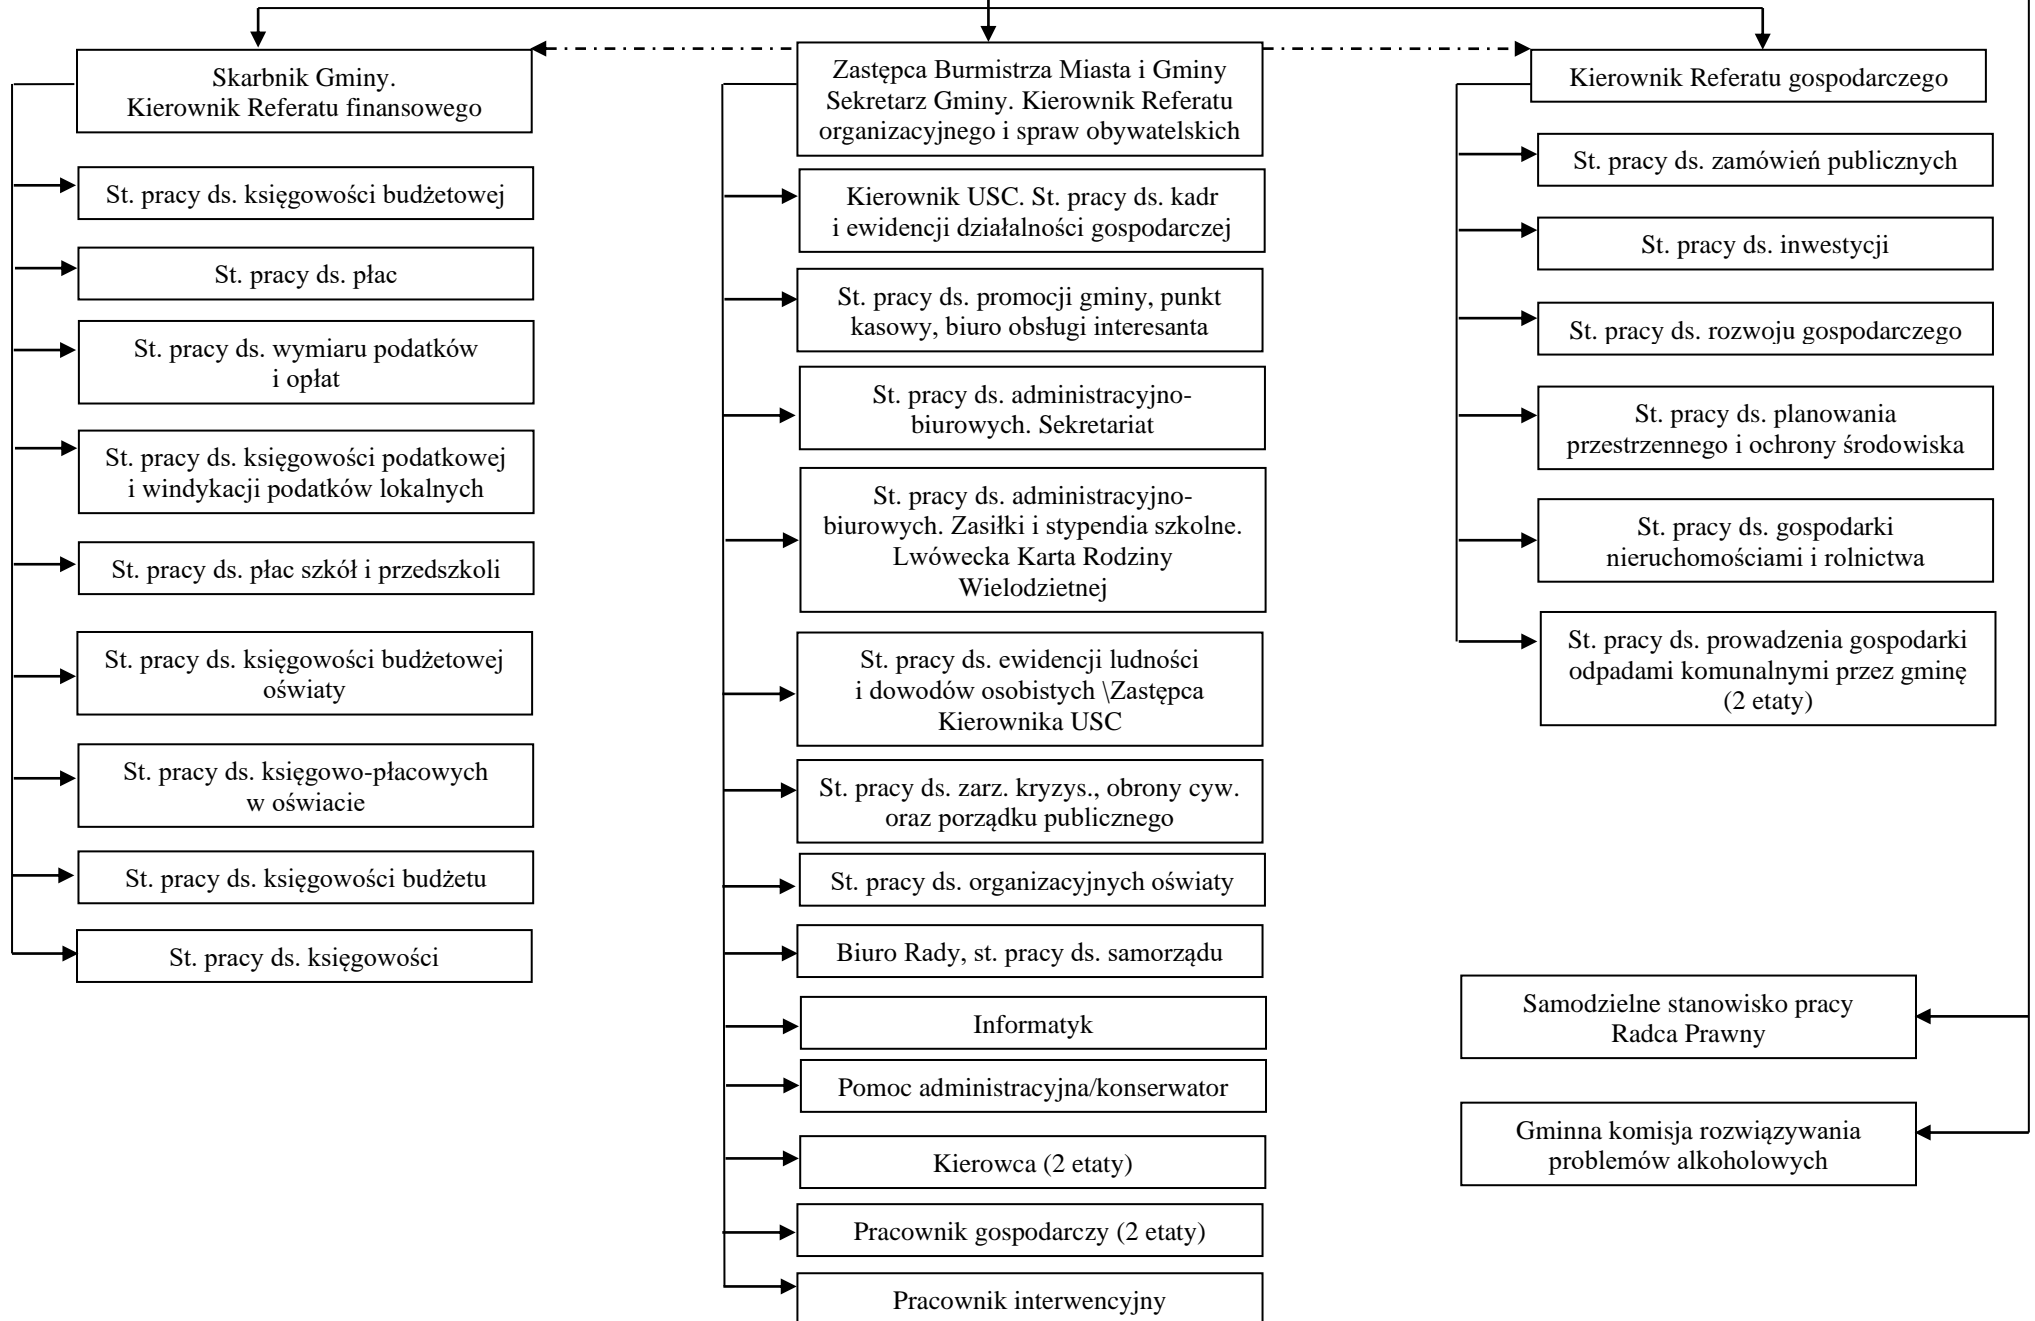 Skarbnik Gminy.
Kierownik Referatu finansowego
St. pracy ds. księgowości budżetowej
St. pracy ds. płac
St. pracy ds. wymiaru podatków
i opłat
St. pracy ds. księgowości podatkowej
i windykacji podatków lokalnych
St. pracy ds. płac szkół i przedszkoli
St. pracy ds. księgowości budżetowej
oświaty
St. pracy ds. księgowo-płacowych
w oświacie
St. pracy ds. księgowości budżetu
St. pracy ds. księgowości
Zastępca Burmistrza Miasta i Gminy
Sekretarz Gminy. Kierownik Referatu
organizacyjnego i spraw obywatelskich
Kierownik USC. St. pracy ds. kadr
i ewidencji działalności gospodarczej
St. pracy ds. promocji gminy, punkt
kasowy, biuro obsługi interesanta
St. pracy ds. administracyjno-
biurowych. Sekretariat
St. pracy ds. administracyjno-
biurowych. Zasiłki i stypendia szkolne.
Lwówecka Karta Rodziny
Wielodzietnej
St. pracy ds. ewidencji ludności
i dowodów osobistych \Zastępca
Kierownika USC
St. pracy ds. zarz. kryzys., obrony cyw.
oraz porządku publicznego
St. pracy ds. organizacyjnych oświaty
Biuro Rady, st. pracy ds. samorządu
Informatyk
Pomoc administracyjna/konserwator
Kierowca (2 etaty)
Pracownik gospodarczy (2 etaty)
Pracownik interwencyjny
Kierownik Referatu gospodarczego
St. pracy ds. zamówień publicznych
St. pracy ds. inwestycji
St. pracy ds. rozwoju gospodarczego
St. pracy ds. planowania
przestrzennego i ochrony środowiska
St. pracy ds. gospodarki
nieruchomościami i rolnictwa
St. pracy ds. prowadzenia gospodarki
odpadami komunalnymi przez gminę
(2 etaty)
Samodzielne stanowisko pracy
Radca Prawny
Gminna komisja rozwiązywania
problemów alkoholowych